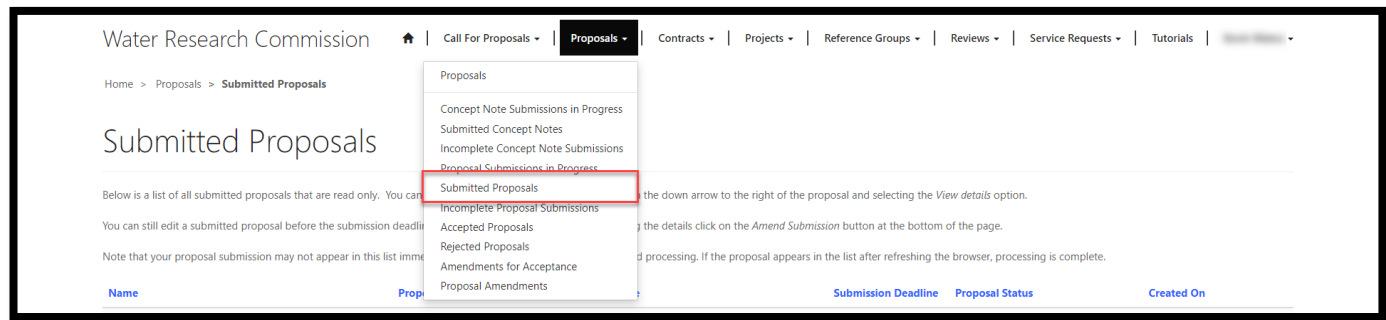 Water Research Commission
Call For Proposals
Proposals
Contracts
Projects
Reference Groups
Reviews
Service Requests
Tutorials
Home > Proposals > Submitted Proposals
Proposals
Concept Note Submissions in Progress
Submitted Concept Notes
Incomplete Concept Note Submissions
Proposal Submissions in Progress
Submitted Proposals
Incomplete Proposal Submissions
Accepted Proposals
Rejected Proposals
Amendments for Acceptance
Proposal Amendments
Submitted Proposals
Below is a list of all submitted proposals that are read only. You can the down arrow to the right of the proposal and selecting the View details option.
You can still edit a submitted proposal before the submission the details click on the Amend Submission button at the bottom of the page.
Note that your proposal submission may not appear in this list processing. If the proposal appears in the list after refreshing the browser, processing is complete.
Name
Submission Deadline
Proposal Status
Created On